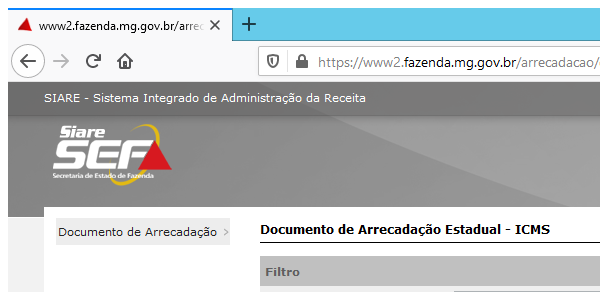 www2.fazenda.mg.gov.br/arrec
https://www2.fazenda.mg.gov.br/arrecadacao/
SIARE - Sistema Integrado de Administração da Receita
Siare
SEF
Secretaria de Estado de Fazenda
Documento de Arrecadação >
Documento de Arrecadação Estadual - ICMS
Filtro